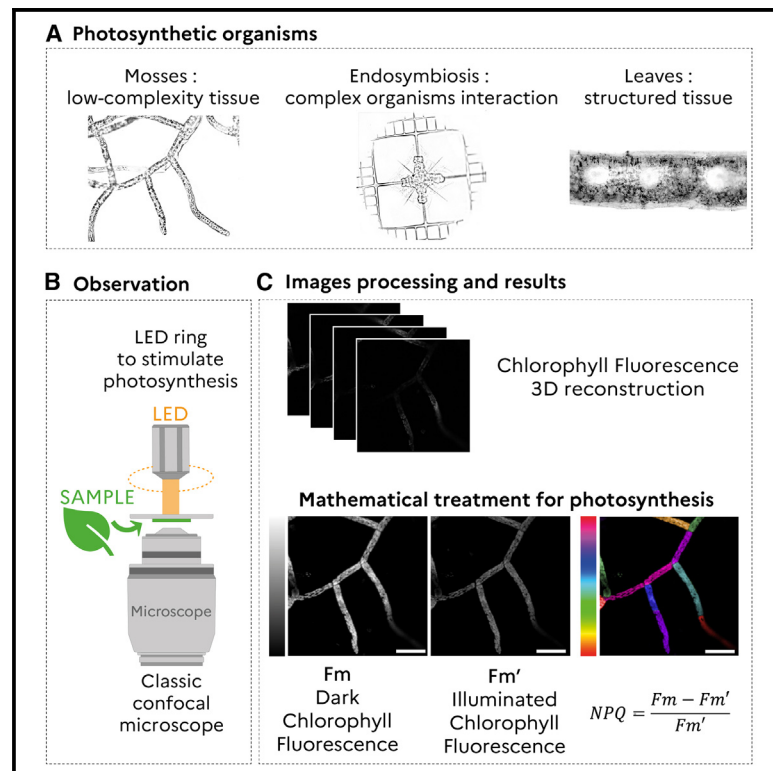 A Photosynthetic organisms
Mosses :
low-complexity tissue
Endosymbiosis :
complex organisms interaction
Leaves :
structured tissue
B Observation
LED ring
to stimulate
photosynthesis
LED
SAMPLE
Microscope
Classic
confocal
microscope
C Images processing and results
Chlorophyll Fluorescence
3D reconstruction
Mathematical treatment for photosynthesis
Fm
Dark
Chlorophyll
Fluorescence
Fm’
Illuminated
Chlorophyll
Fluorescence
NPQ = Fm − Fm′ / Fm′